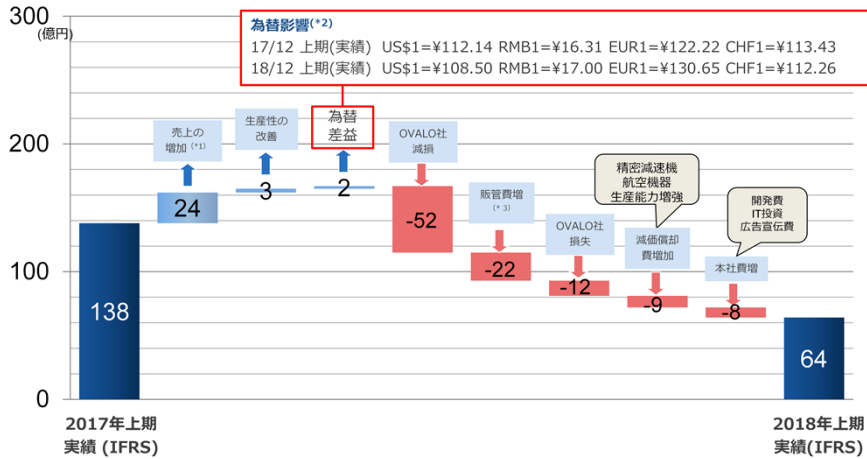 300
(億円)
為替影響(*2)
17/12 上期(実績) US$1=¥112.14 RMB1=¥16.31 EUR1=¥122.22 CHF1=¥113.43
18/12 上期(実績) US$1=¥108.50 RMB1=¥17.00 EUR1=¥130.65 CHF1=¥112.26
200
売上の
増加(*1)
生産性の
改善
為替
差益
OVALO社
減損
販管費増
(*3)
OVALO社
損失
精密減速機
航空機器
生産能力増強
減価償却
費増加
開発費
IT投資
広告宣伝費
本社費増
24
3
2
-52
-22
-12
-9
-8
100
138
64
0
2017年上期
実績 (IFRS)
2018年上期
実績(IFRS)